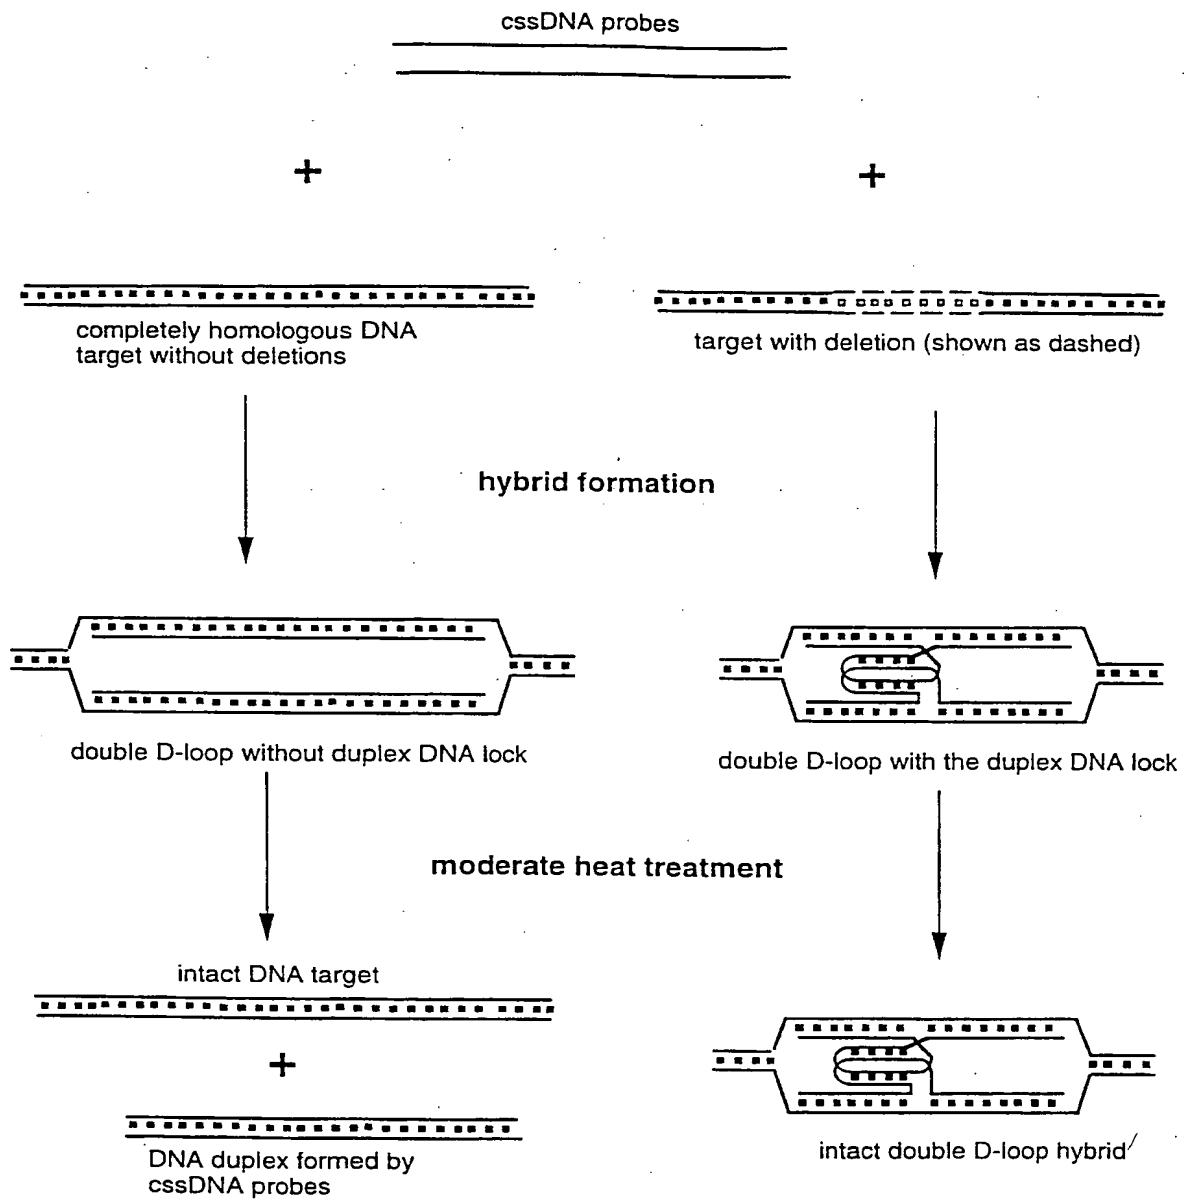 cssDNA probes
+
+
completely homologous DNA
target without deletions
target with deletion (shown as dashed)
hybrid formation
double D-loop without duplex DNA lock
double D-loop with the duplex DNA lock
moderate heat treatment
intact DNA target
+
DNA duplex formed by
cssDNA probes
intact double D-loop hybrid